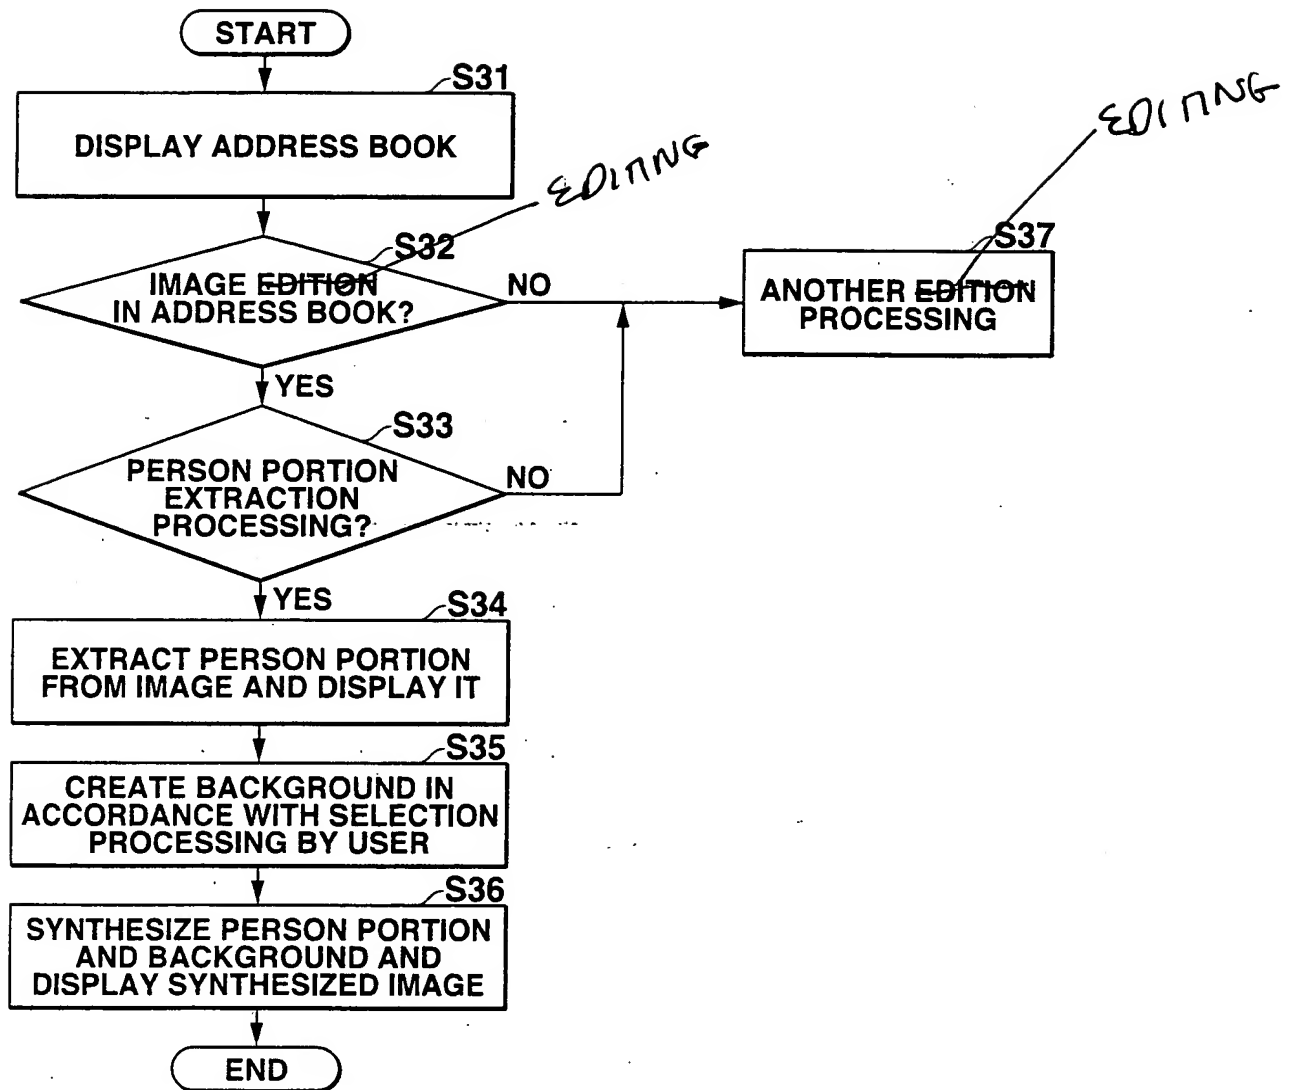 START
S31
DISPLAY ADDRESS BOOK
EDITING
EDITING
S32
IMAGE EDITION
IN ADDRESS BOOK?
NO
S37
ANOTHER EDITION
PROCESSING
YES
S33
PERSON PORTION
EXTRACTION
PROCESSING?
NO
YES
S34
EXTRACT PERSON PORTION
FROM IMAGE AND DISPLAY IT
S35
CREATE BACKGROUND IN
ACCORDANCE WITH SELECTION
PROCESSING BY USER
S36
SYNTHESIZE PERSON PORTION
AND BACKGROUND AND
DISPLAY SYNTHESIZED IMAGE
END